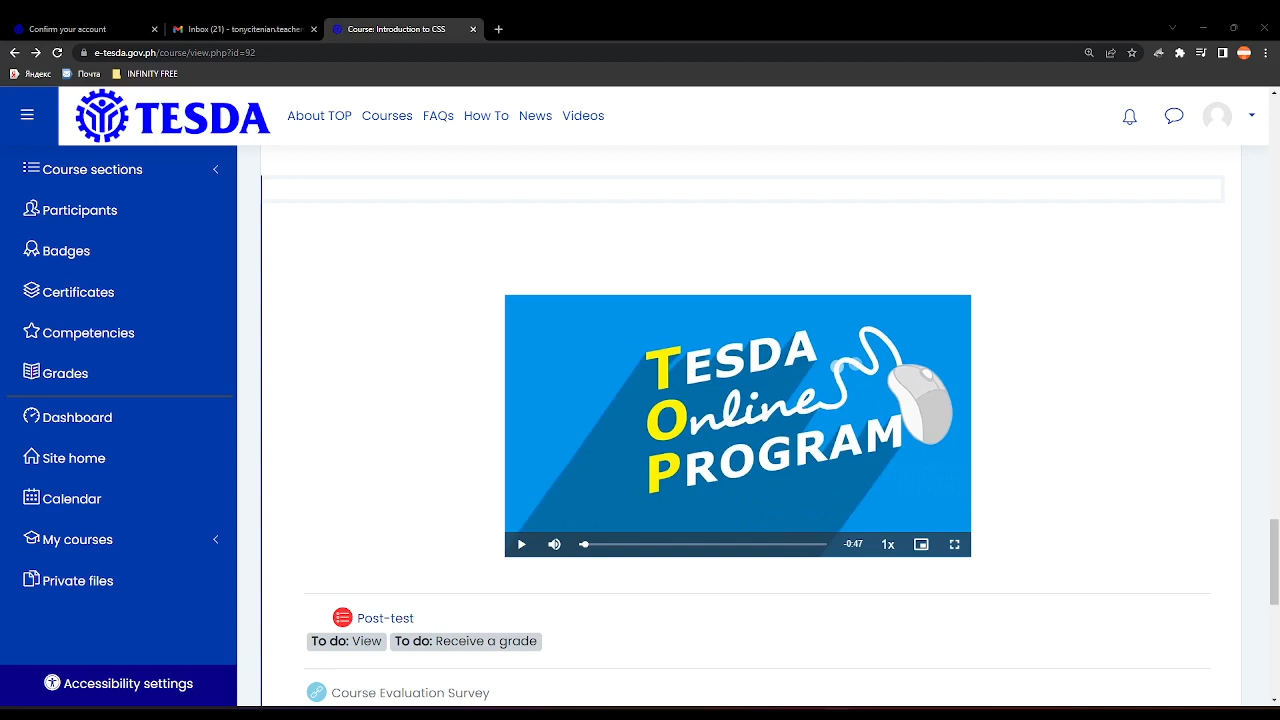 Confirm your account
Inbox (21) - tonycitenian.teacher
Course: Introduction to CSS
e-tesda.gov.ph/course/view.php?id=92
Яндекс
Почта
INFINITY FREE
TESDA
About TOP
Courses
FAQs
How To
News
Videos
Course sections
Participants
Badges
Certificates
Competencies
Grades
Dashboard
Site home
Calendar
My courses
Private files
Accessibility settings
TESDA
Online
PROGRAM
-0:47
1x
Post-test
To do: View
To do: Receive a grade
Course Evaluation Survey